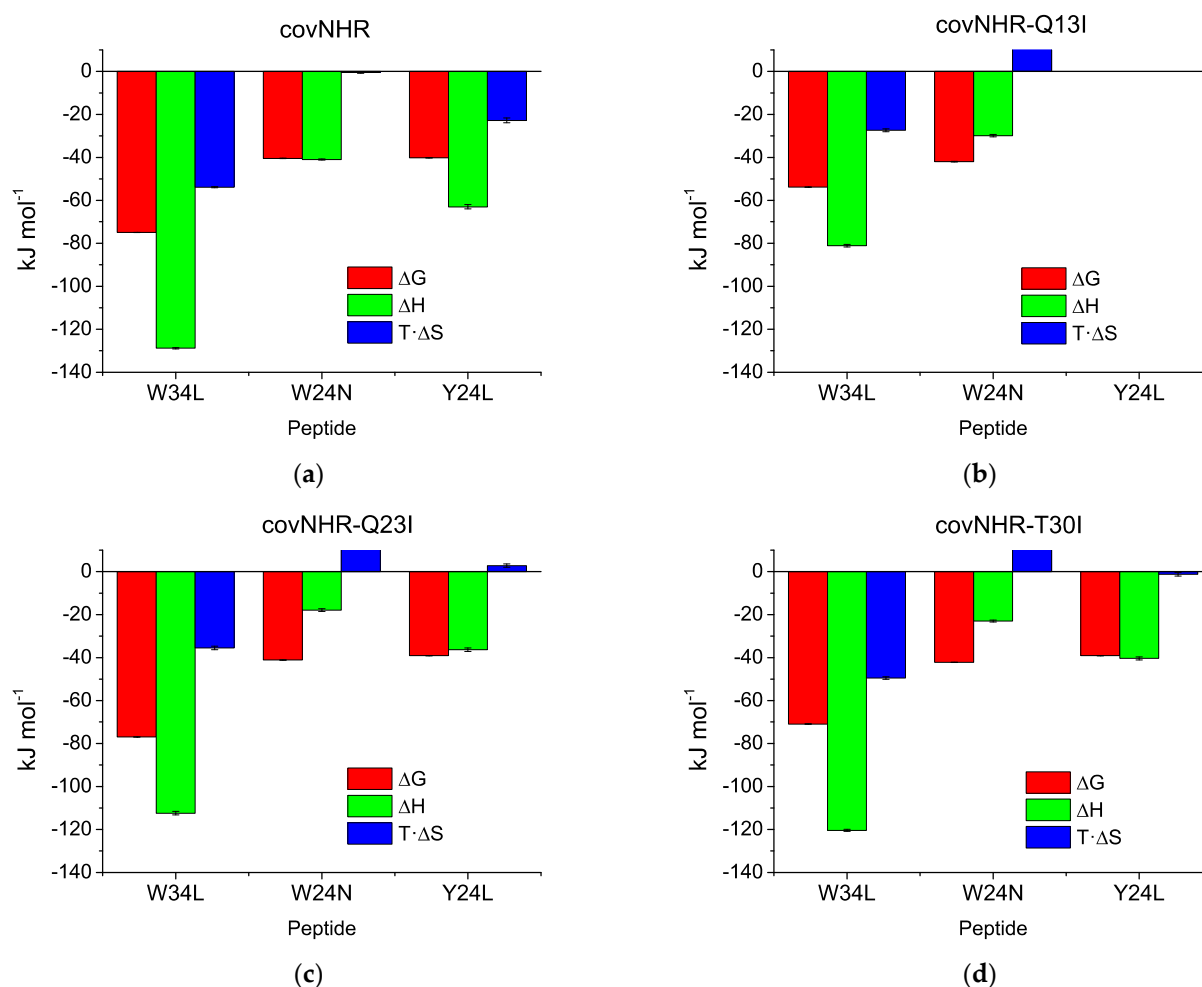 covNHR
0
-20
-40
-60
-80
-100
-120
-140
kJ mol⁻¹
ΔG
ΔH
T·ΔS
W34L W24N Y24L
Peptide
(a)
covNHR-Q13I
0
-20
-40
-60
-80
-100
-120
-140
kJ mol⁻¹
ΔG
ΔH
T·ΔS
W34L W24N Y24L
Peptide
(b)
covNHR-Q23I
0
-20
-40
-60
-80
-100
-120
-140
kJ mol⁻¹
ΔG
ΔH
T·ΔS
W34L W24N Y24L
Peptide
(c)
covNHR-T30I
0
-20
-40
-60
-80
-100
-120
-140
kJ mol⁻¹
ΔG
ΔH
T·ΔS
W34L W24N Y24L
Peptide
(d)